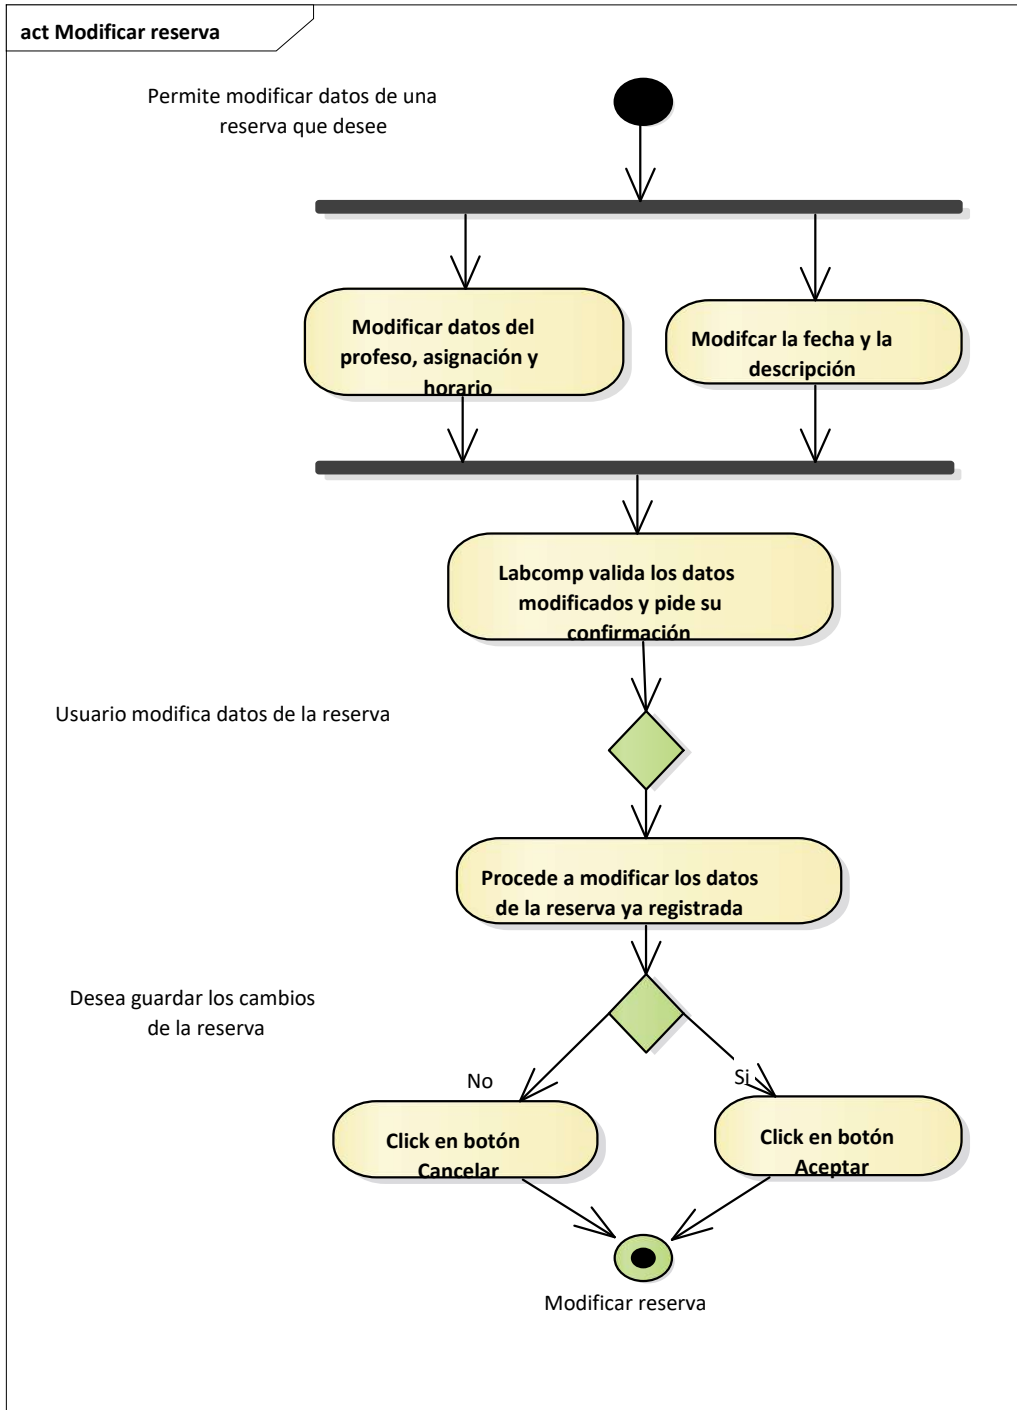 act Modificar reserva
Permite modificar datos de una
reserva que desee
Modificar datos del
profeso, asignación y
horario
Modifcar la fecha y la
descripción
Labcomp valida los datos
modificados y pide su
confirmación
Usuario modifica datos de la reserva
Procede a modificar los datos
de la reserva ya registrada
Desea guardar los cambios
de la reserva
No
Si
Click en botón
Cancelar
Click en botón
Aceptar
Modificar reserva